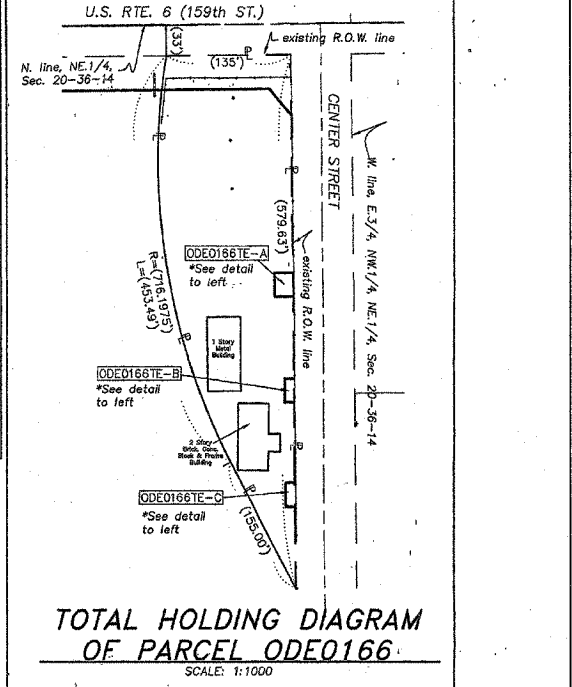 U.S. RTE. 6 (159th ST.)
(33')
existing R.O.W. line
(135')
N. line, NE.1/4,
Sec. 20-36-14
CENTER STREET
W. line, E.3/4, NW.1/4, NE.1/4, Sec. 20-36-14
(579.63')
existing R.O.W. line
ODE0166TE-A
*See detail
to left
R=(716.1975')
L=(453.49')
1 Story
Metal
Building
ODE0166TE-B
*See detail
to left
2 Story
Brick, Conc.
Block & Frame
Building
ODE0166TE-C
*See detail
to left
(155.00')
TOTAL HOLDING DIAGRAM
OF PARCEL ODE0166
SCALE: 1:1000